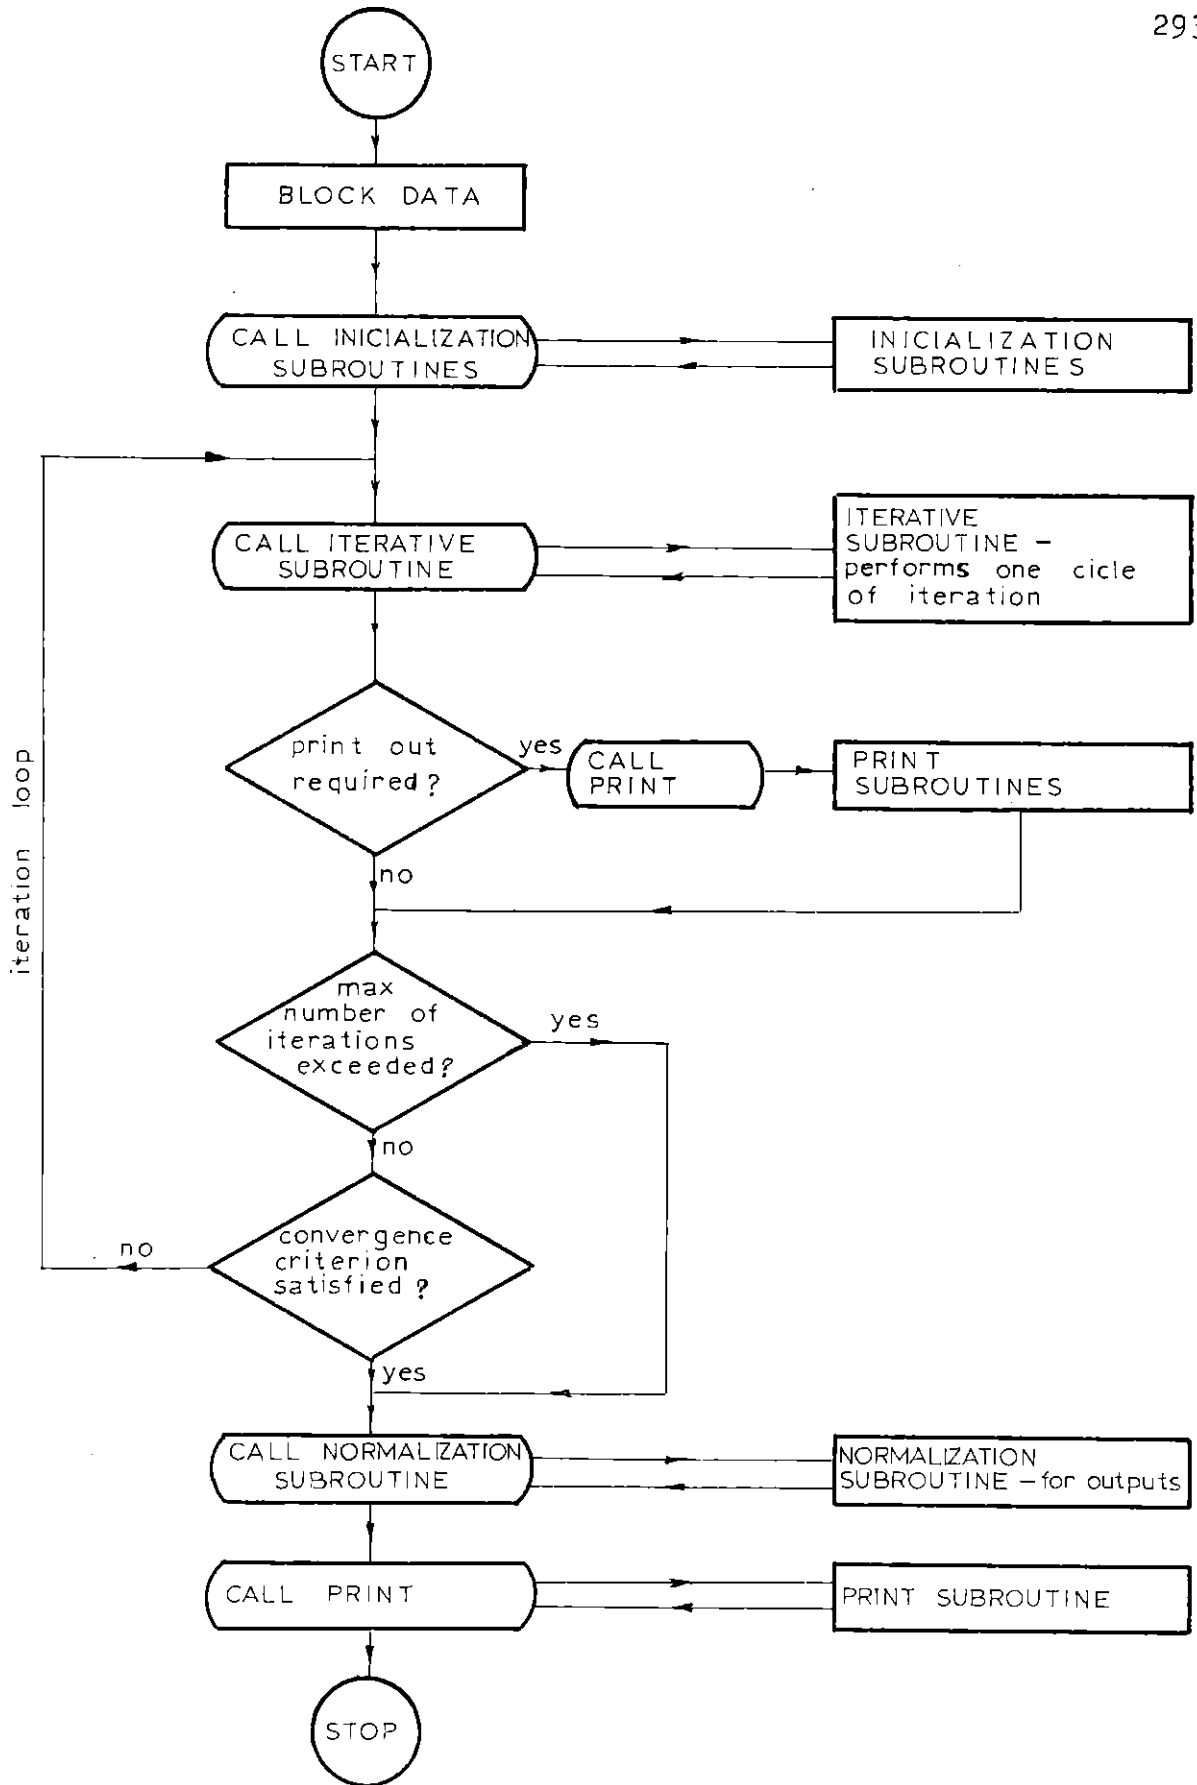 293
START
BLOCK DATA
CALL INICIALIZATION
SUBROUTINES
INICIALIZATION
SUBROUTINES
CALL ITERATIVE
SUBROUTINE
ITERATIVE
SUBROUTINE –
performs one cicle
of iteration
iteration loop
print out
required?
yes
CALL
PRINT
PRINT
SUBROUTINES
no
max
number of
iterations
exceeded?
yes
no
convergence
criterion
satisfied?
no
yes
CALL NORMALIZATION
SUBROUTINE
NORMALIZATION
SUBROUTINE – for outputs
CALL PRINT
PRINT SUBROUTINE
STOP